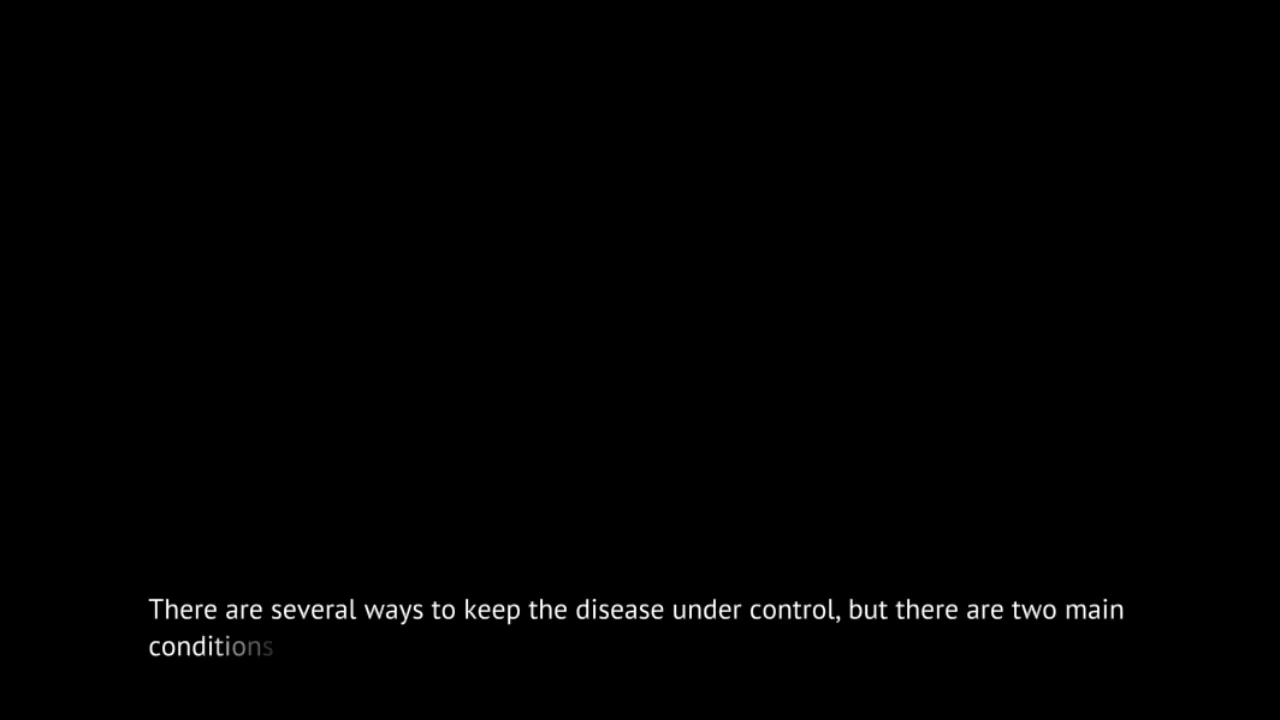 There are several ways to keep the disease under control, but there are two main
conditions